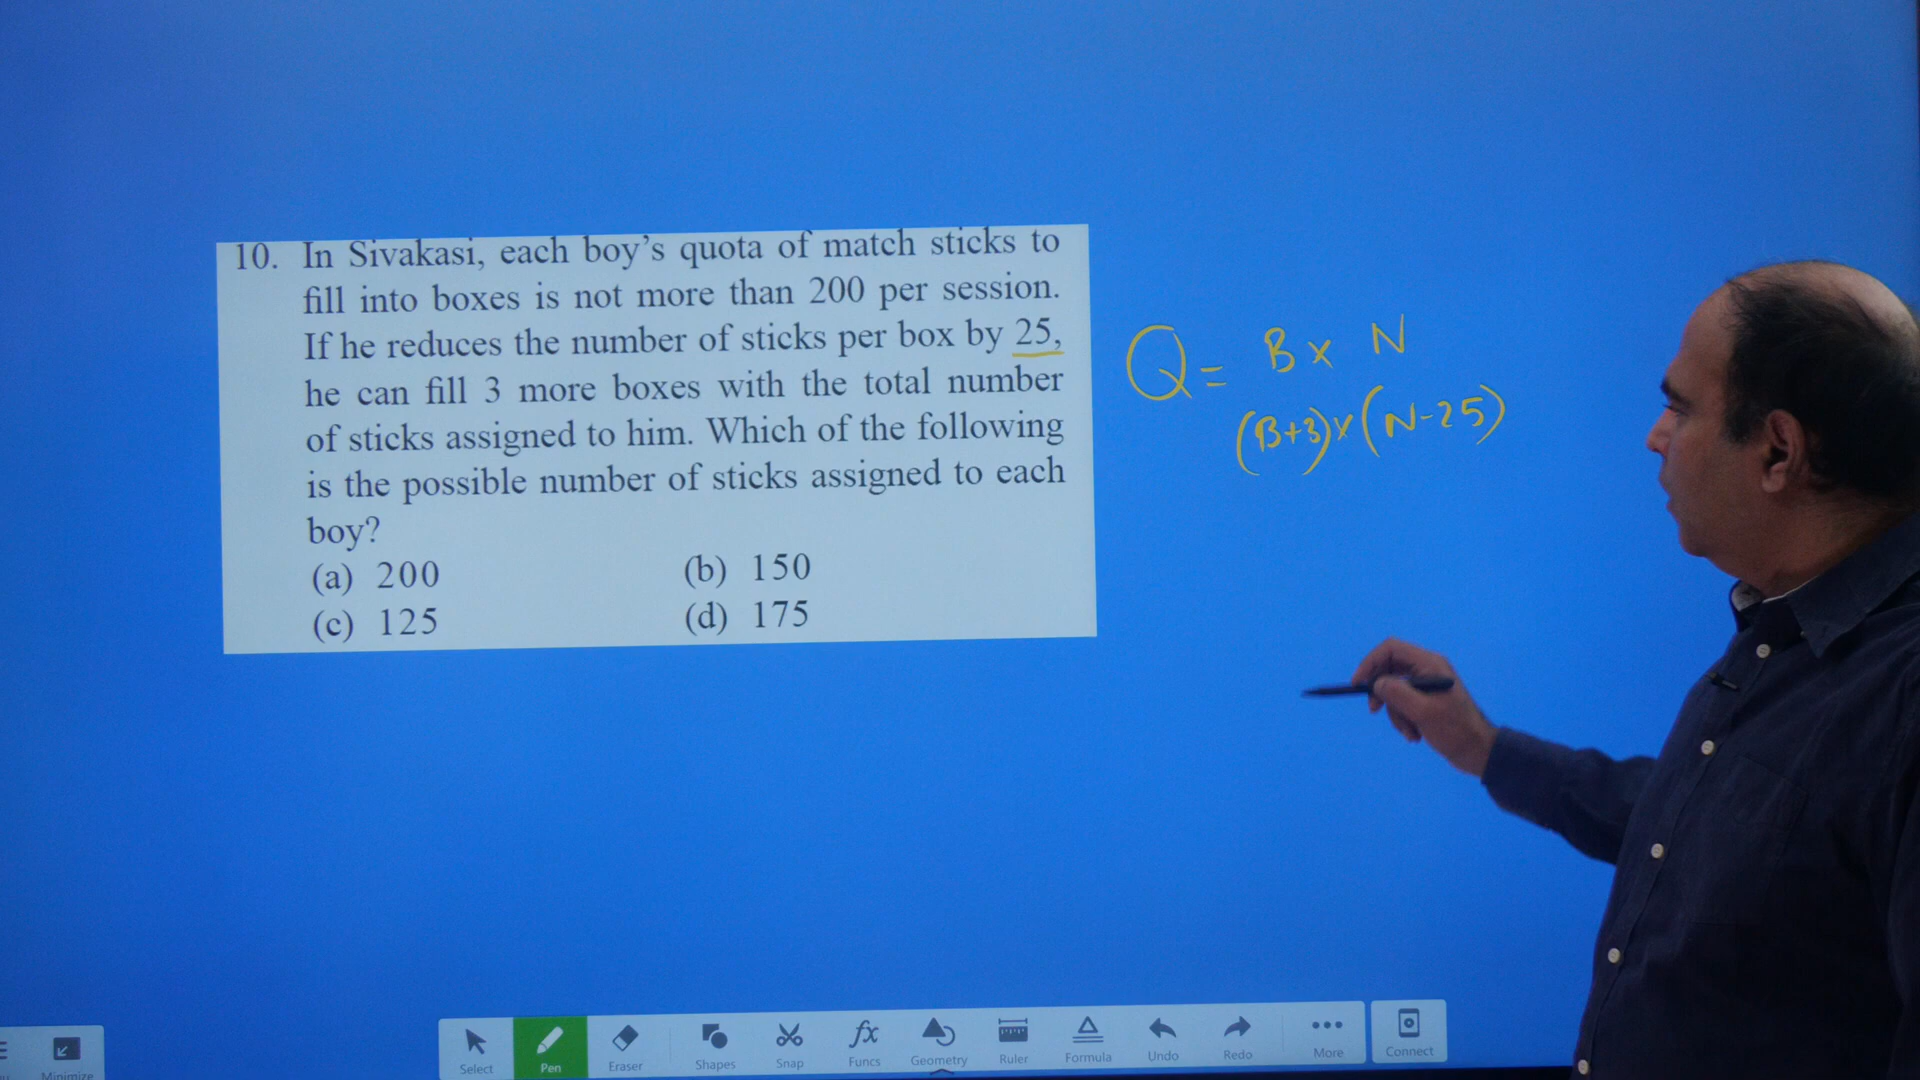 10. In Sivakasi, each boy's quota of match sticks to
fill into boxes is not more than 200 per session.
If he reduces the number of sticks per box by 25,
he can fill 3 more boxes with the total number
of sticks assigned to him. Which of the following
is the possible number of sticks assigned to each
boy?
(a) 200 (b) 150
(c) 125 (d) 175
Q = B x N
(B+3) x (N-25)
Minimize
Select Pen Eraser Shapes Snap Funcs Geometry Ruler Formula Undo Redo More Connect